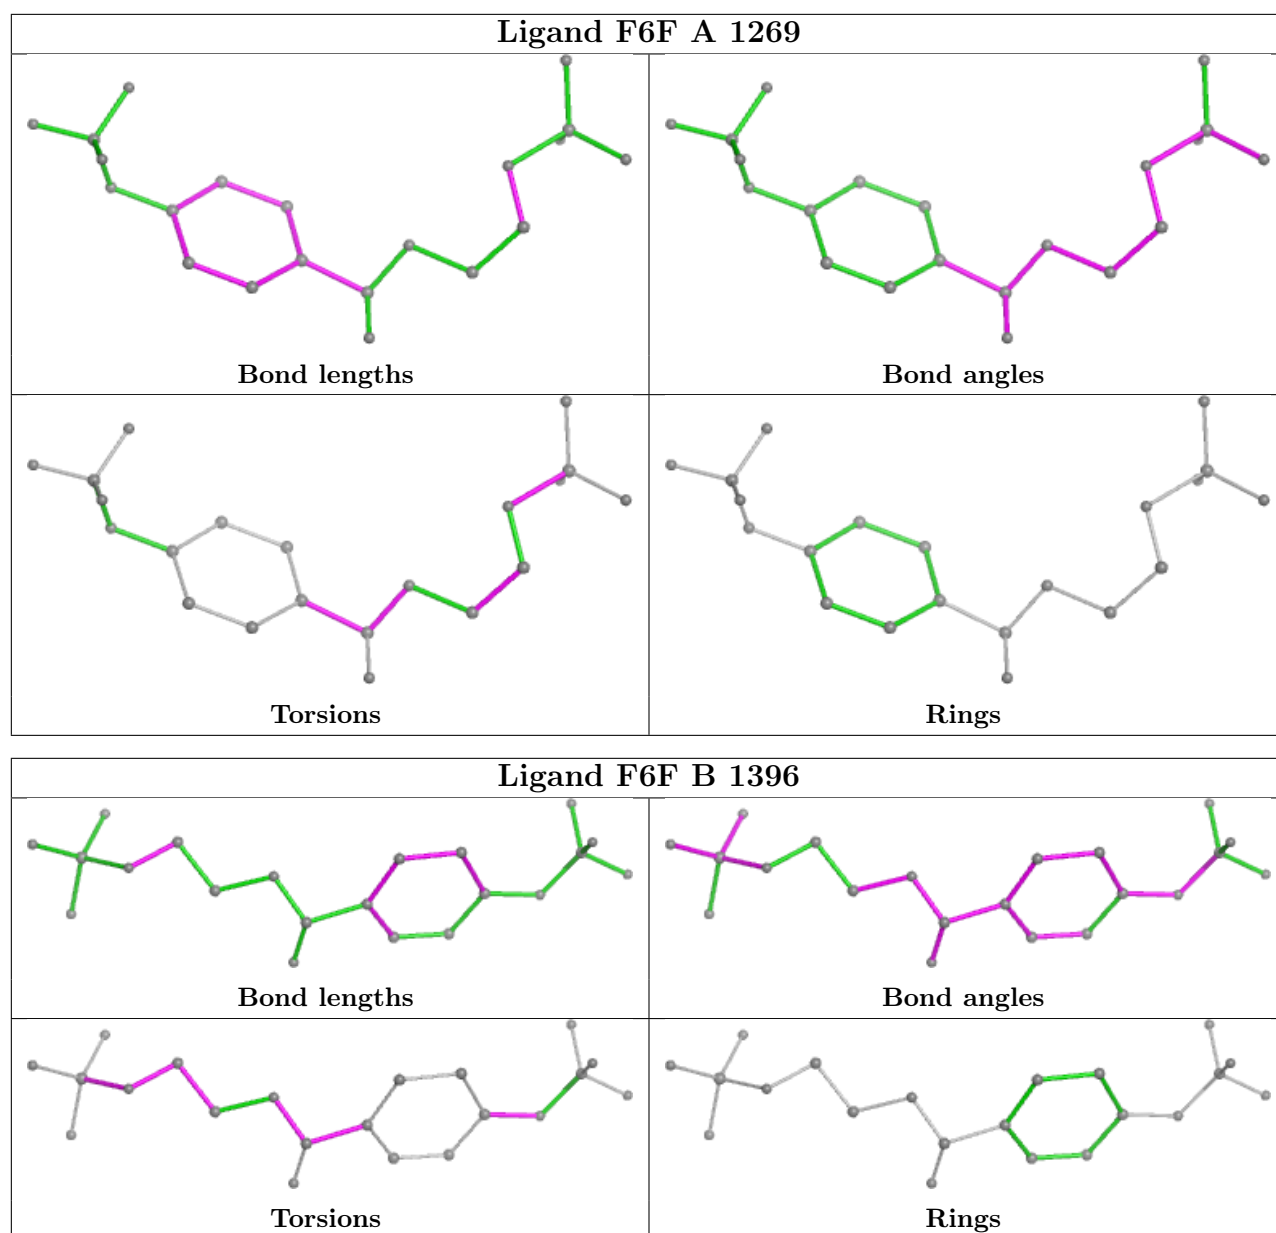 Ligand F6F A 1269
Bond lengths
Bond angles
Torsions
Rings
Ligand F6F B 1396
Bond lengths
Bond angles
Torsions
Rings